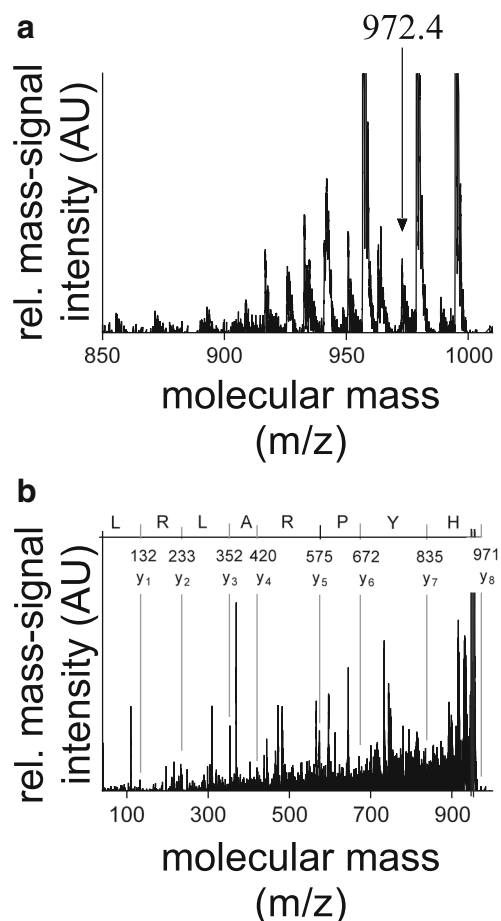 a
972.4
rel. mass-signal
intensity (AU)
850 900 950 1000
molecular mass
(m/z)
b
L R L A R P Y H
132 233 352 420 575 672 835 971
y1 y2 y3 y4 y5 y6 y7 y8
rel. mass-signal
intensity (AU)
100 300 500 700 900
molecular mass
(m/z)